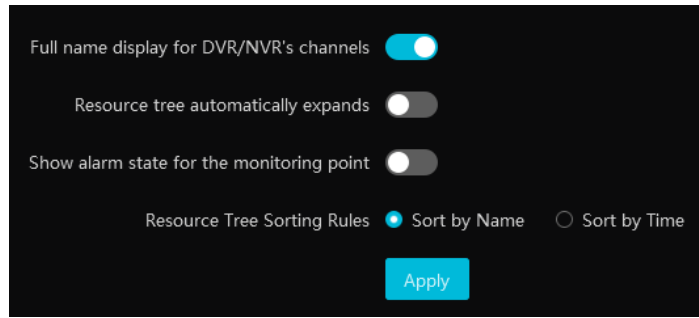 Full name display for DVR/NVR's channels
Resource tree automatically expands
Show alarm state for the monitoring point
Resource Tree Sorting Rules Sort by Name Sort by Time
Apply